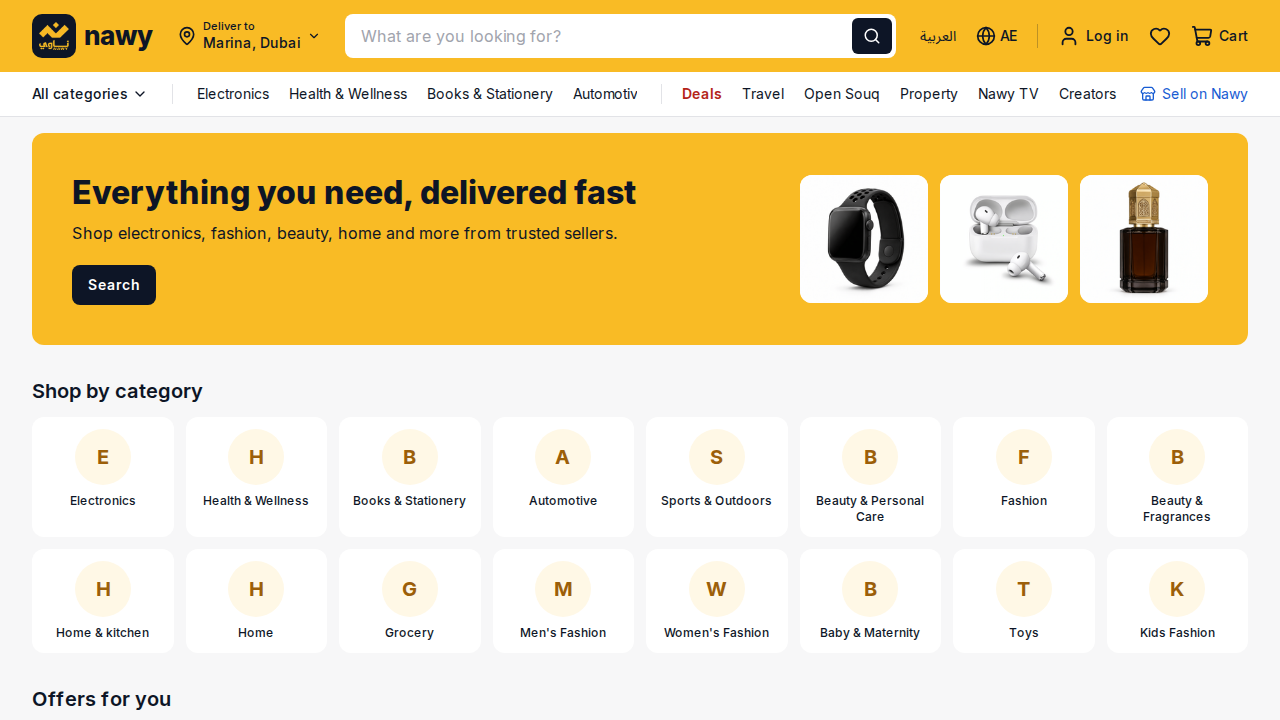 ناوي
NAWY
nawy
Deliver to
Marina, Dubai
What are you looking for?
العربية
AE
Log in
Cart
All categories
Electronics
Health & Wellness
Books & Stationery
Automotiv
Deals
Travel
Open Souq
Property
Nawy TV
Creators
Sell on Nawy
Everything you need, delivered fast
Shop electronics, fashion, beauty, home and more from trusted sellers.
Search
Shop by category
E
H
B
A
S
B
F
B
Electronics
Health & Wellness
Books & Stationery
Automotive
Sports & Outdoors
Beauty & Personal
Care
Fashion
Beauty &
Fragrances
H
H
G
M
W
B
T
K
Home & kitchen
Home
Grocery
Men's Fashion
Women's Fashion
Baby & Maternity
Toys
Kids Fashion
Offers for you